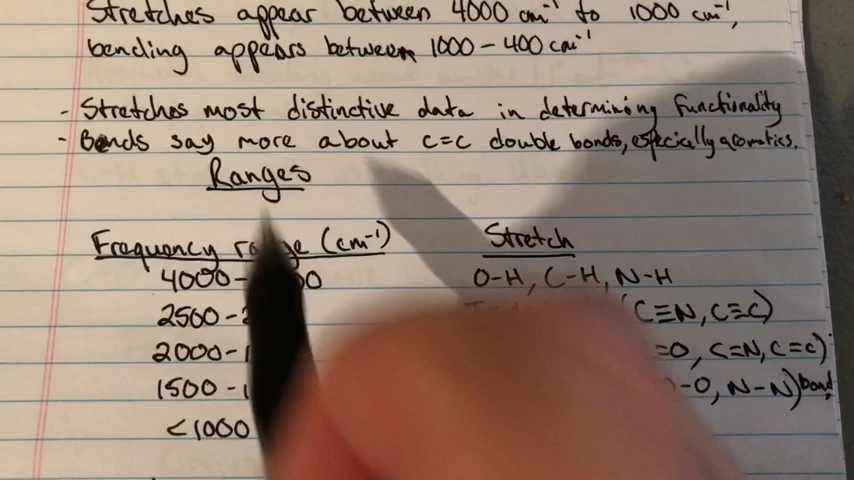 Stretches appear between 4000 cm⁻¹ to 1000 cm⁻¹,
bending appears between 1000 - 400 cm⁻¹
- Stretches most distinctive data in determining functionality
- Bends say more about C=C double bonds, especially aromatics.
Ranges
Frequency range (cm⁻¹) Stretch
4000- O-H, C-H, N-H
2500 - (C≡N, C≡C)
2000- =O, C=N, C=C)
1500 - -O, N-N) bond
<1000